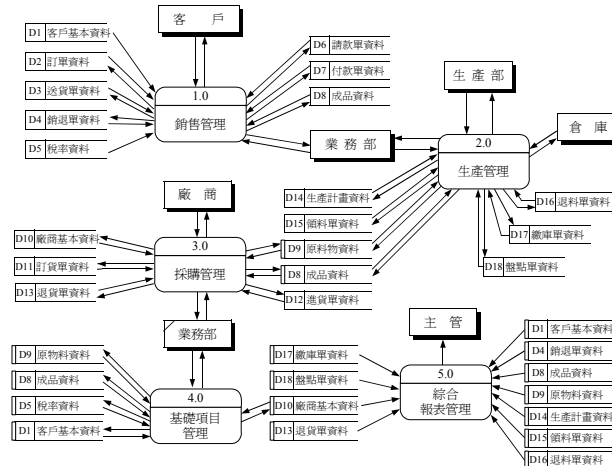 客 戶
D1 客戶基本資料
D2 訂單資料
D3 送貨單資料
D4 銷退單資料
D5 稅率資料
1.0
銷售管理
D6 請款單資料
D7 付款單資料
D8 成品資料
業 務 部
生 產 部
2.0
生產管理
倉 庫
D14 生產計畫資料
D15 領料單資料
D9 原料物資料
D8 成品資料
D12 進貨單資料
D16 退料單資料
D17 繳庫單資料
D18 盤點單資料
廠 商
D10 廠商基本資料
D11 訂貨單資料
D13 退貨單資料
3.0
採購管理
業務部
D9 原物料資料
D8 成品資料
D5 稅率資料
D1 客戶基本資料
4.0
基礎項目
管理
D17 繳庫單資料
D18 盤點單資料
D10 廠商基本資料
D13 退貨單資料
主 管
5.0
綜合
報表管理
D1 客戶基本資料
D4 銷退單資料
D8 成品資料
D9 原物料資料
D14 生產計畫資料
D15 領料單資料
D16 退料單資料